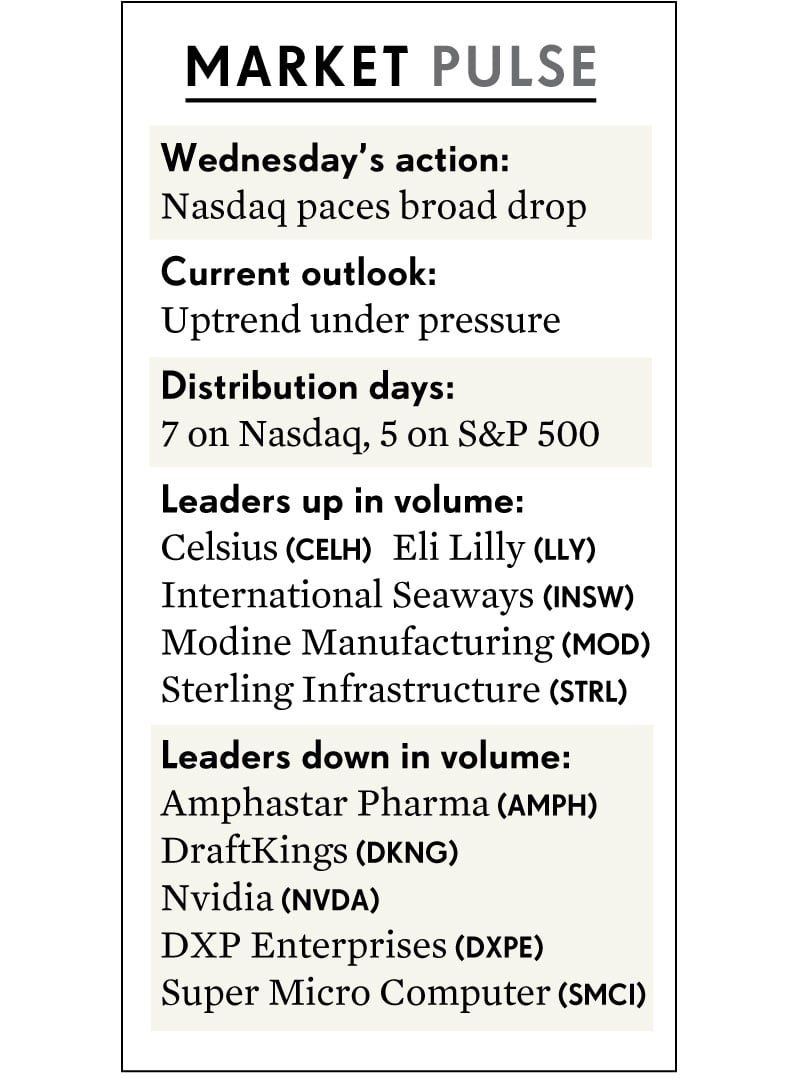 MARKET PULSE
Wednesday’s action:
Nasdaq paces broad drop
Current outlook:
Uptrend under pressure
Distribution days:
7 on Nasdaq, 5 on S&P 500
Leaders up in volume:
Celsius (CELH) Eli Lilly (LLY)
International Seaways (INSW)
Modine Manufacturing (MOD)
Sterling Infrastructure (STRL)
Leaders down in volume:
Amphastar Pharma (AMPH)
DraftKings (DKNG)
Nvidia (NVDA)
DXP Enterprises (DXPE)
Super Micro Computer (SMCI)